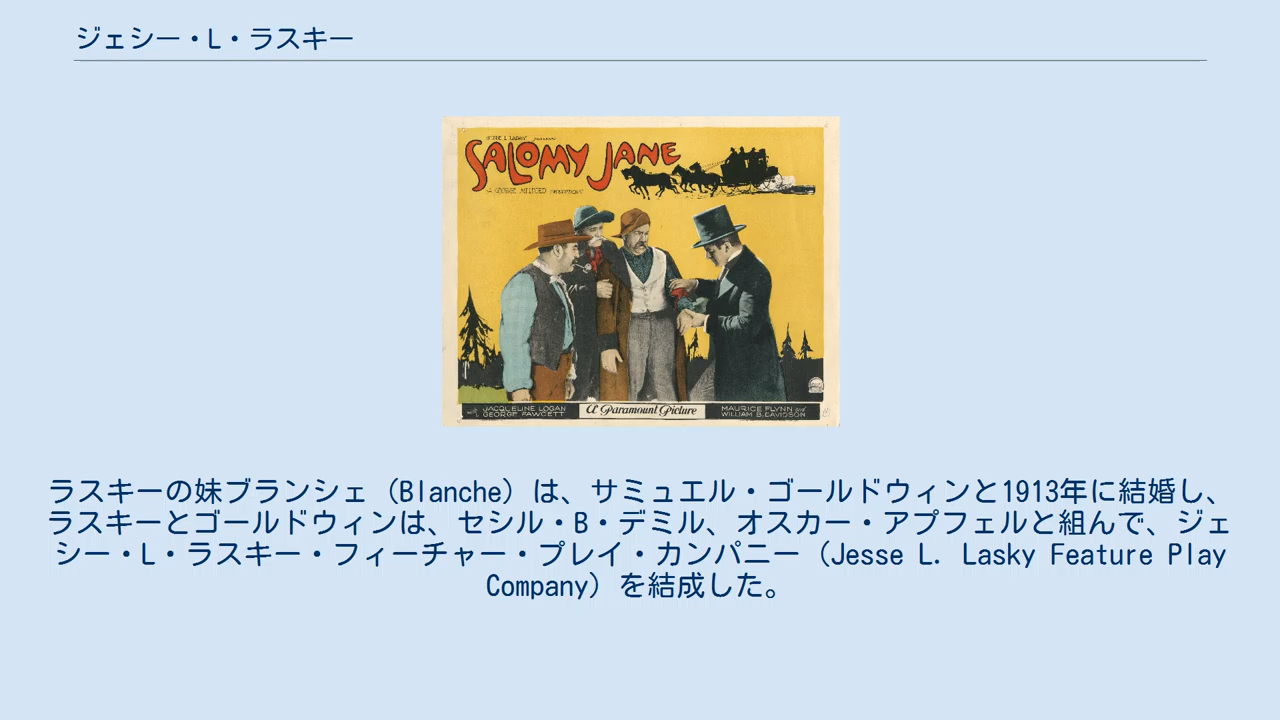 ジェシー・L・ラスキー
SALOMY JANE
A GEORGE MELFORD PRODUCTION
with JACQUELINE LOGAN
GEORGE FAWCETT
A Paramount Picture
MAURICE FLYNN and
WILLIAM B. DAVIDSON
ラスキーの妹ブランシェ（Blanche）は、サミュエル・ゴールドウィンと1913年に結婚し、
ラスキーとゴールドウィンは、セシル・B・デミル、オスカー・アプフェルと組んで、ジェ
シー・L・ラスキー・フィーチャー・プレイ・カンパニー（Jesse L. Lasky Feature Play
Company）を結成した。